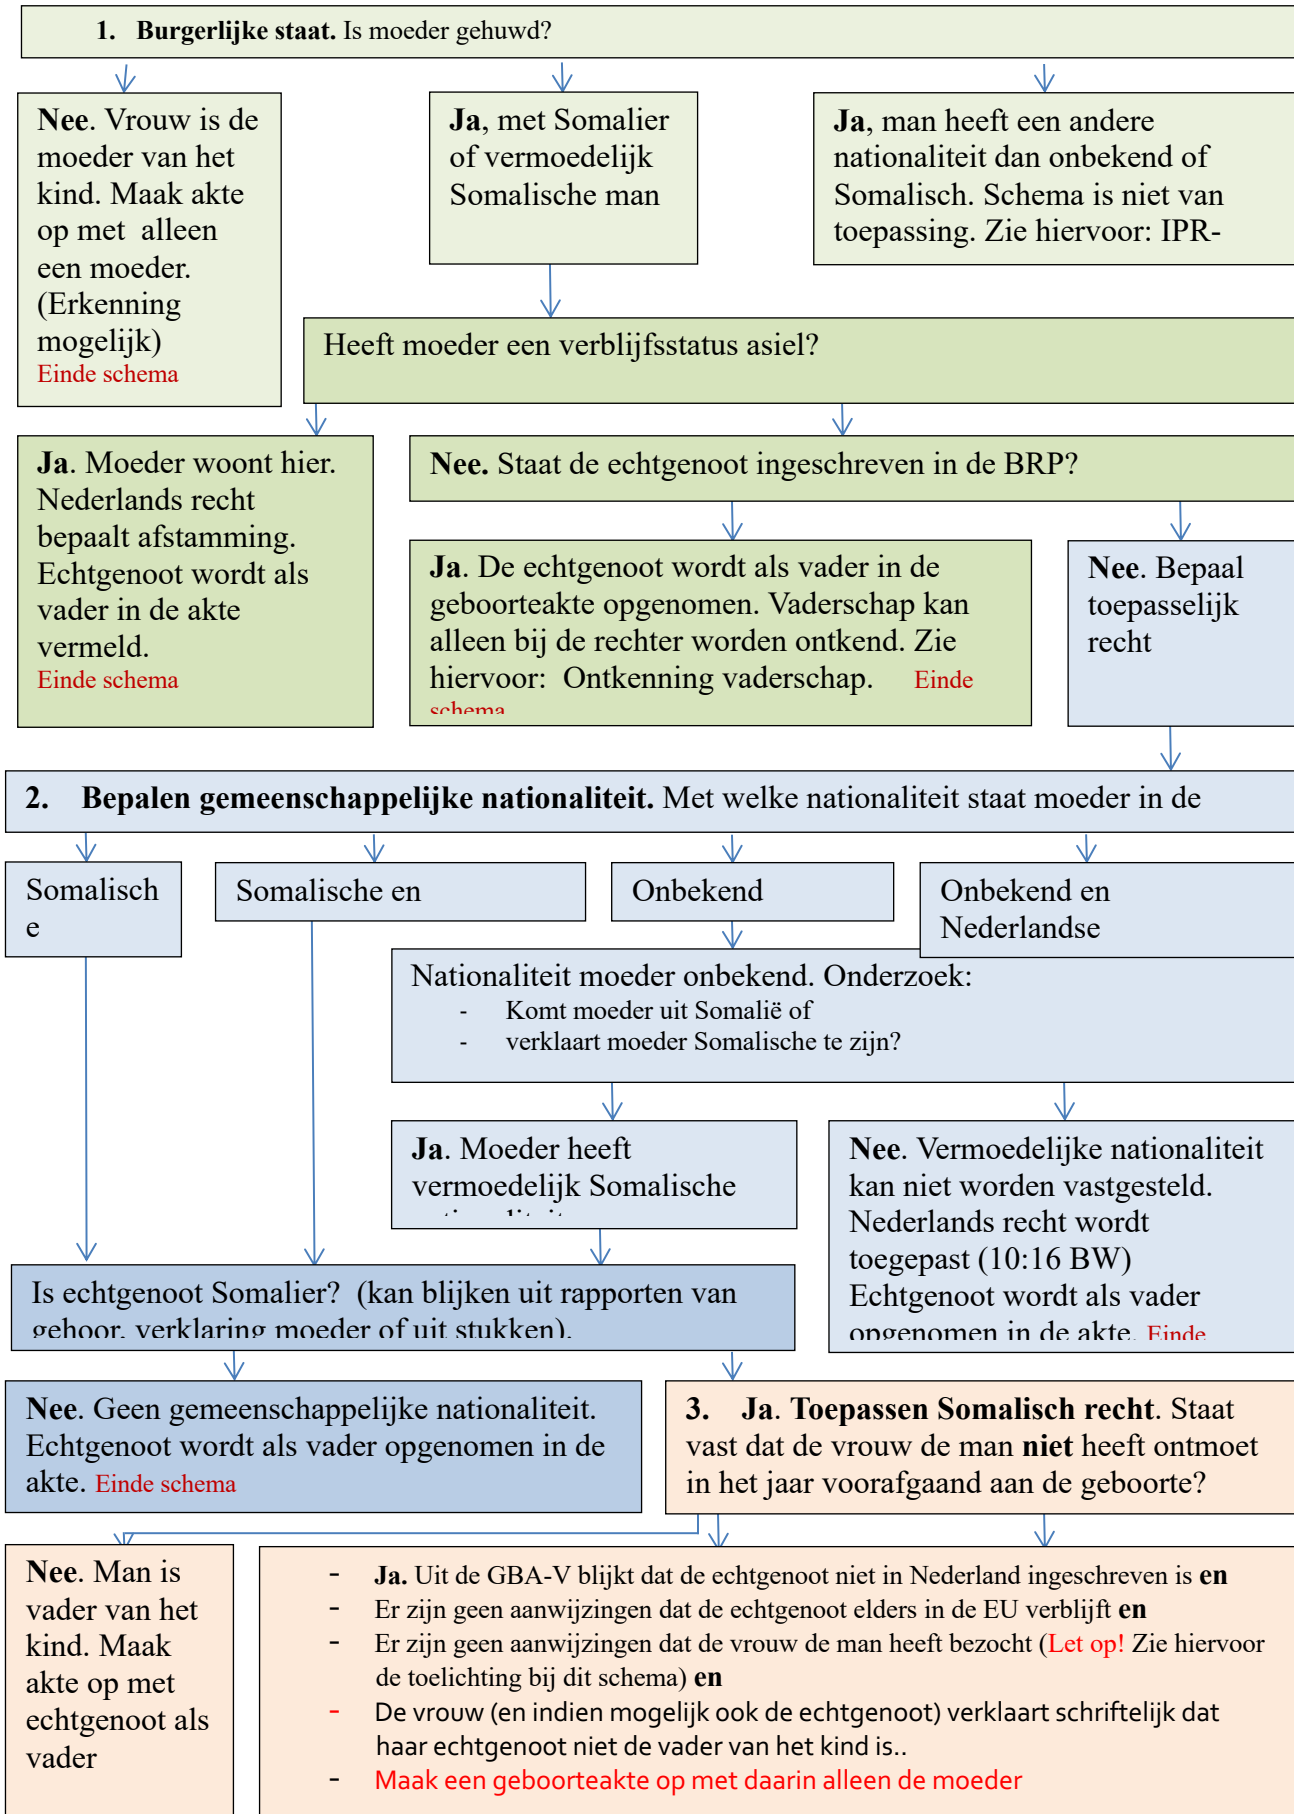 1. Burgerlijke staat. Is moeder gehuwd?
Nee. Vrouw is de
moeder van het
kind. Maak akte
op met alleen
een moeder.
(Erkenning
mogelijk)
Einde schema
Ja, met Somalier
of vermoedelijk
Somalische man
Ja, man heeft een andere
nationaliteit dan onbekend of
Somalisch. Schema is niet van
toepassing. Zie hiervoor: IPR-
Heeft moeder een verblijfsstatus asiel?
Ja. Moeder woont hier.
Nederlands recht
bepaalt afstamming.
Echtgenoot wordt als
vader in de akte
vermeld.
Einde schema
Nee. Staat de echtgenoot ingeschreven in de BRP?
Ja. De echtgenoot wordt als vader in de
geboorteakte opgenomen. Vaderschap kan
alleen bij de rechter worden ontkend. Zie
hiervoor: Ontkenning vaderschap. Einde
schema
Nee. Bepaal
toepasselijk
recht
2. Bepalen gemeenschappelijke nationaliteit. Met welke nationaliteit staat moeder in de
Somalisch
e
Somalische en
Onbekend
Onbekend en
Nederlandse
Nationaliteit moeder onbekend. Onderzoek:
- Komt moeder uit Somalië of
- verklaart moeder Somalische te zijn?
Ja. Moeder heeft
vermoedelijk Somalische
Nee. Vermoedelijke nationaliteit
kan niet worden vastgesteld.
Nederlands recht wordt
toegepast (10:16 BW)
Echtgenoot wordt als vader
opgenomen in de akte. Einde
Is echtgenoot Somalier? (kan blijken uit rapporten van
gehoor, verklaring moeder of uit stukken).
Nee. Geen gemeenschappelijke nationaliteit.
Echtgenoot wordt als vader opgenomen in de
akte. Einde schema
3. Ja. Toepassen Somalisch recht. Staat
vast dat de vrouw de man niet heeft ontmoet
in het jaar voorafgaand aan de geboorte?
Nee. Man is
vader van het
kind. Maak
akte op met
echtgenoot als
vader
- Ja. Uit de GBA-V blijkt dat de echtgenoot niet in Nederland ingeschreven is en
- Er zijn geen aanwijzingen dat de echtgenoot elders in de EU verblijft en
- Er zijn geen aanwijzingen dat de vrouw de man heeft bezocht (Let op! Zie hiervoor
de toelichting bij dit schema) en
- De vrouw (en indien mogelijk ook de echtgenoot) verklaart schriftelijk dat
haar echtgenoot niet de vader van het kind is..
- Maak een geboorteakte op met daarin alleen de moeder